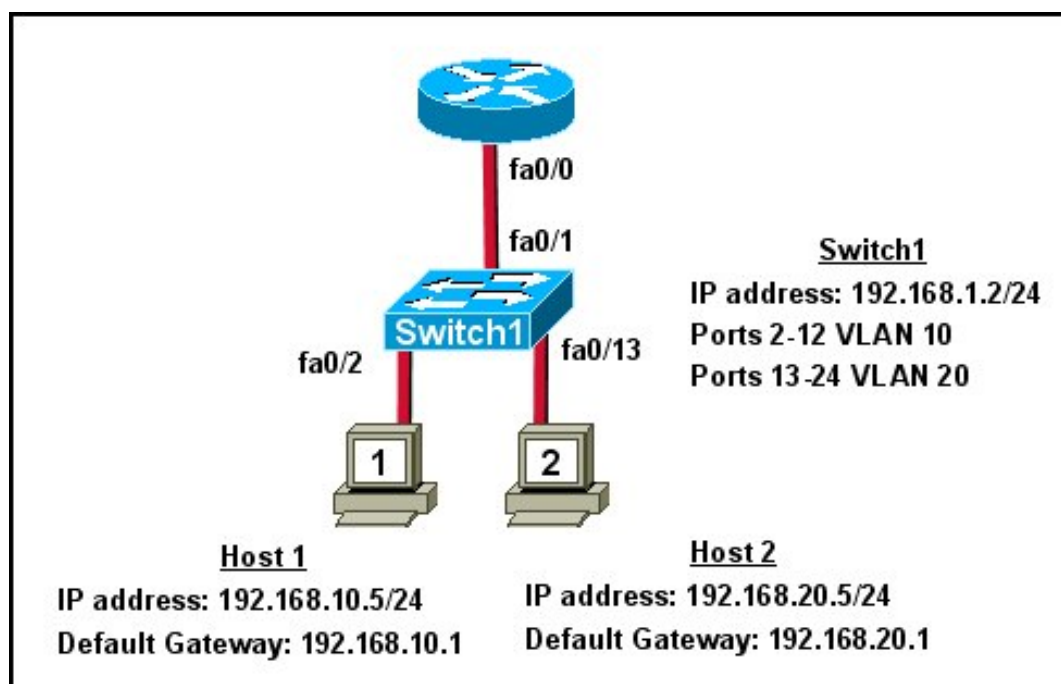 fa0/0
fa0/1
Switch1
fa0/2
fa0/13
Switch1
IP address: 192.168.1.2/24
Ports 2-12 VLAN 10
Ports 13-24 VLAN 20
1
2
Host 1
IP address: 192.168.10.5/24
Default Gateway: 192.168.10.1
Host 2
IP address: 192.168.20.5/24
Default Gateway: 192.168.20.1